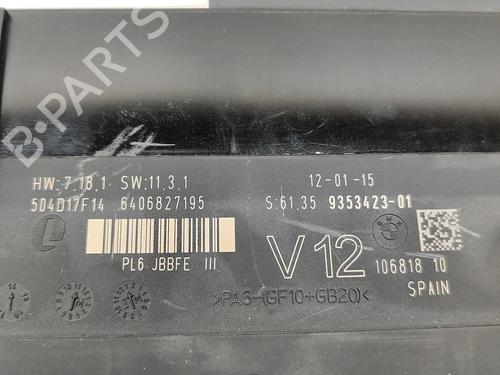 B-PARTS
HW:7.18.1 SW:11.3.1
12-01-15
504D17F14 6406827195
S:61.35 9353423-01
L
PL6 JBBFE III
V12
106818 10
SPAIN
>PA6-(GF10+GB20)<